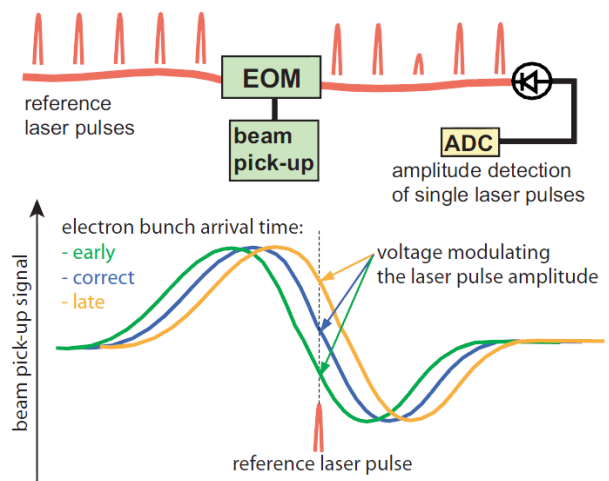 EOM
reference
laser pulses
beam
pick-up
ADC
amplitude detection
of single laser pulses
electron bunch arrival time:
- early
- correct
- late
voltage modulating
the laser pulse amplitude
beam pick-up signal
reference laser pulse